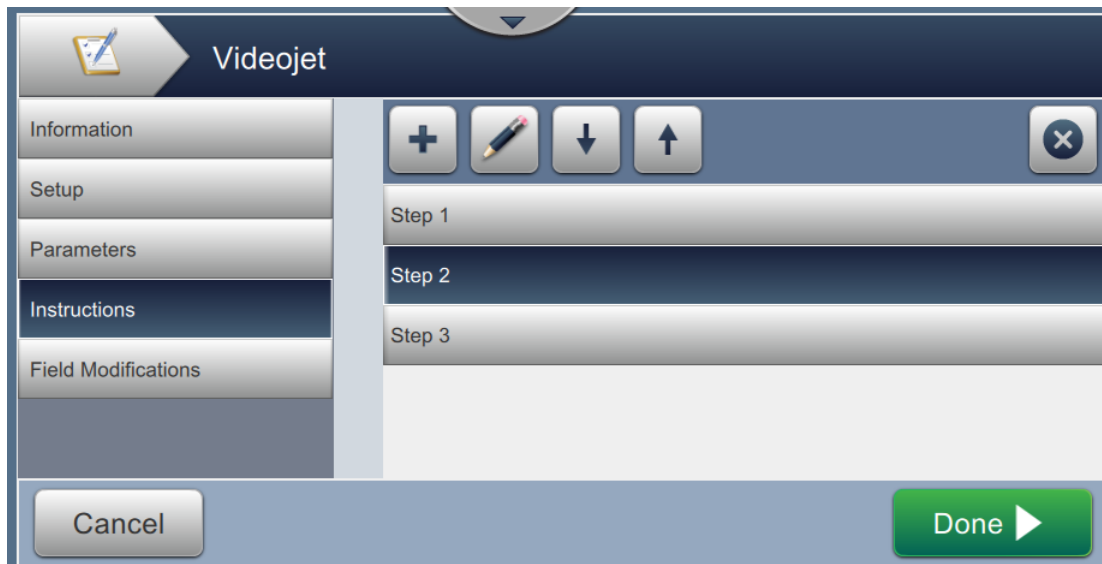 Videojet
Information
Setup
Parameters
Instructions
Field Modifications
Step 1
Step 2
Step 3
Cancel
Done